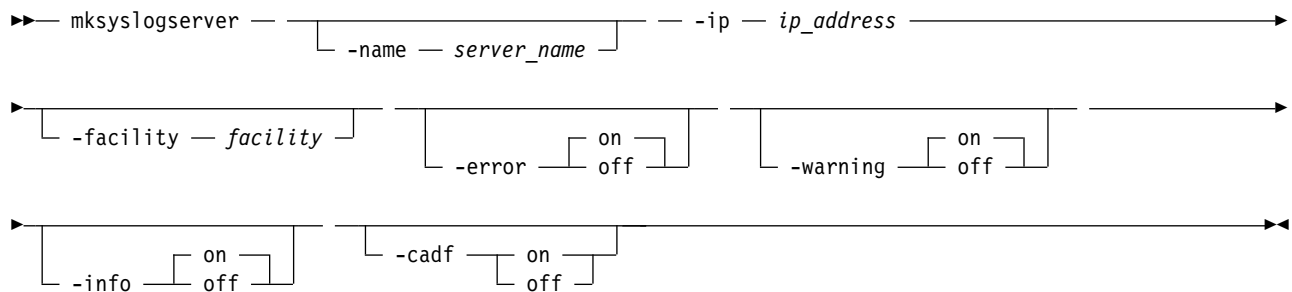 mksyslogserver -ip ip_address
-name server_name
-facility facility
on on
-error off -warning off
on -cadf on
-info off off